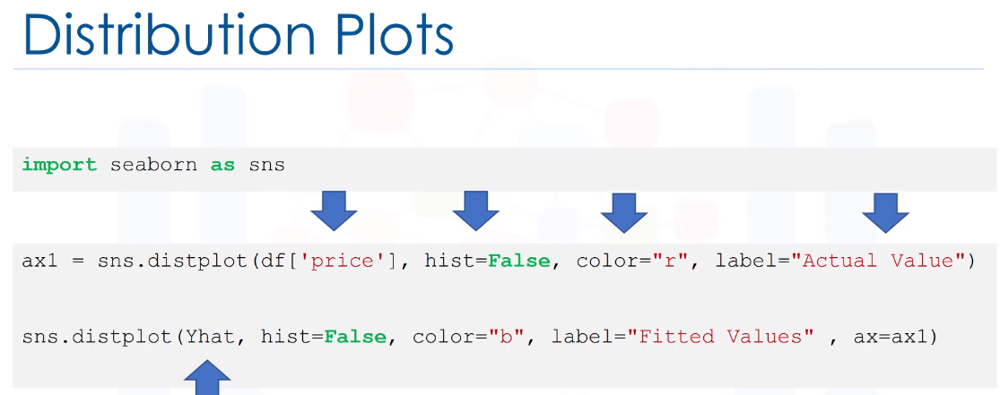 Distribution Plots
import seaborn as sns
ax1 = sns.distplot(df['price'], hist=False, color="r", label="Actual Value")
sns.distplot(Yhat, hist=False, color="b", label="Fitted Values" , ax=ax1)